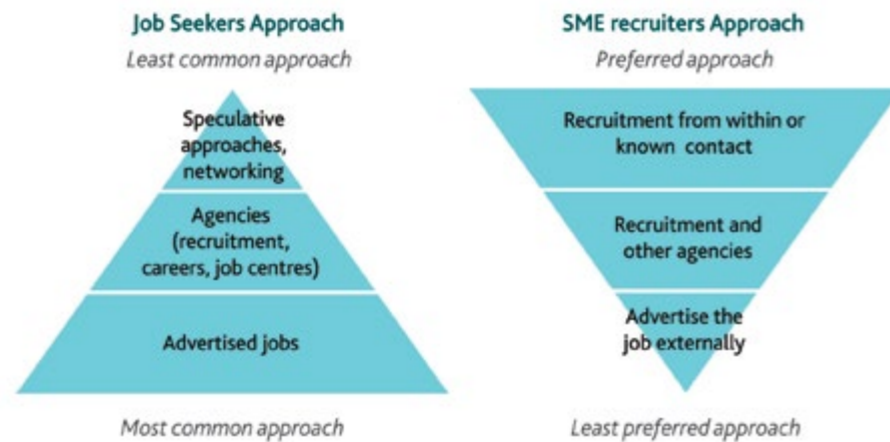 Job Seekers Approach
Least common approach
Speculative
approaches,
networking
Agencies
(recruitment,
careers, job centres)
Advertised jobs
Most common approach
SME recruiters Approach
Preferred approach
Recruitment from within or
known contact
Recruitment and
other agencies
Advertise the
job externally
Least preferred approach